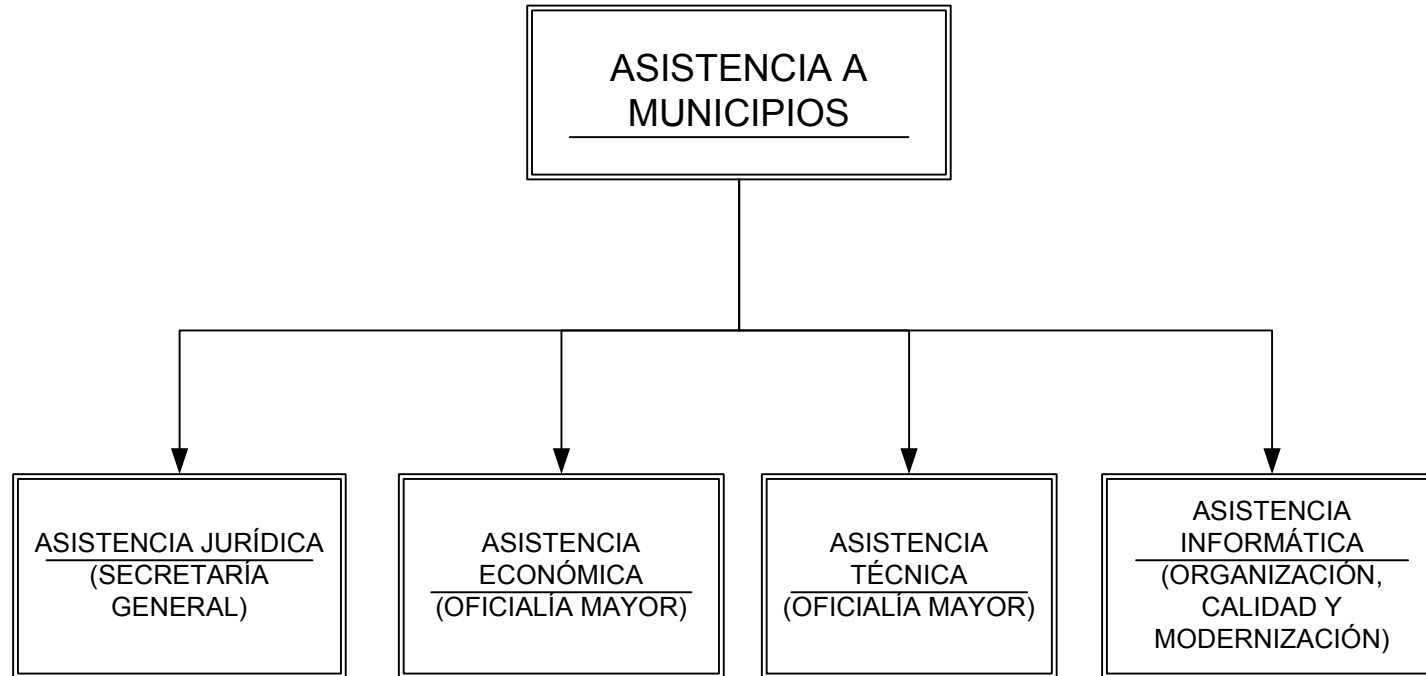 ASISTENCIA A
MUNICIPIOS
ASISTENCIA JURÍDICA
(SECRETARÍA
GENERAL)
ASISTENCIA
ECONÓMICA
(OFICIALÍA MAYOR)
ASISTENCIA
TÉCNICA
(OFICIALÍA MAYOR)
ASISTENCIA
INFORMÁTICA
(ORGANIZACIÓN,
CALIDAD Y
MODERNIZACIÓN)